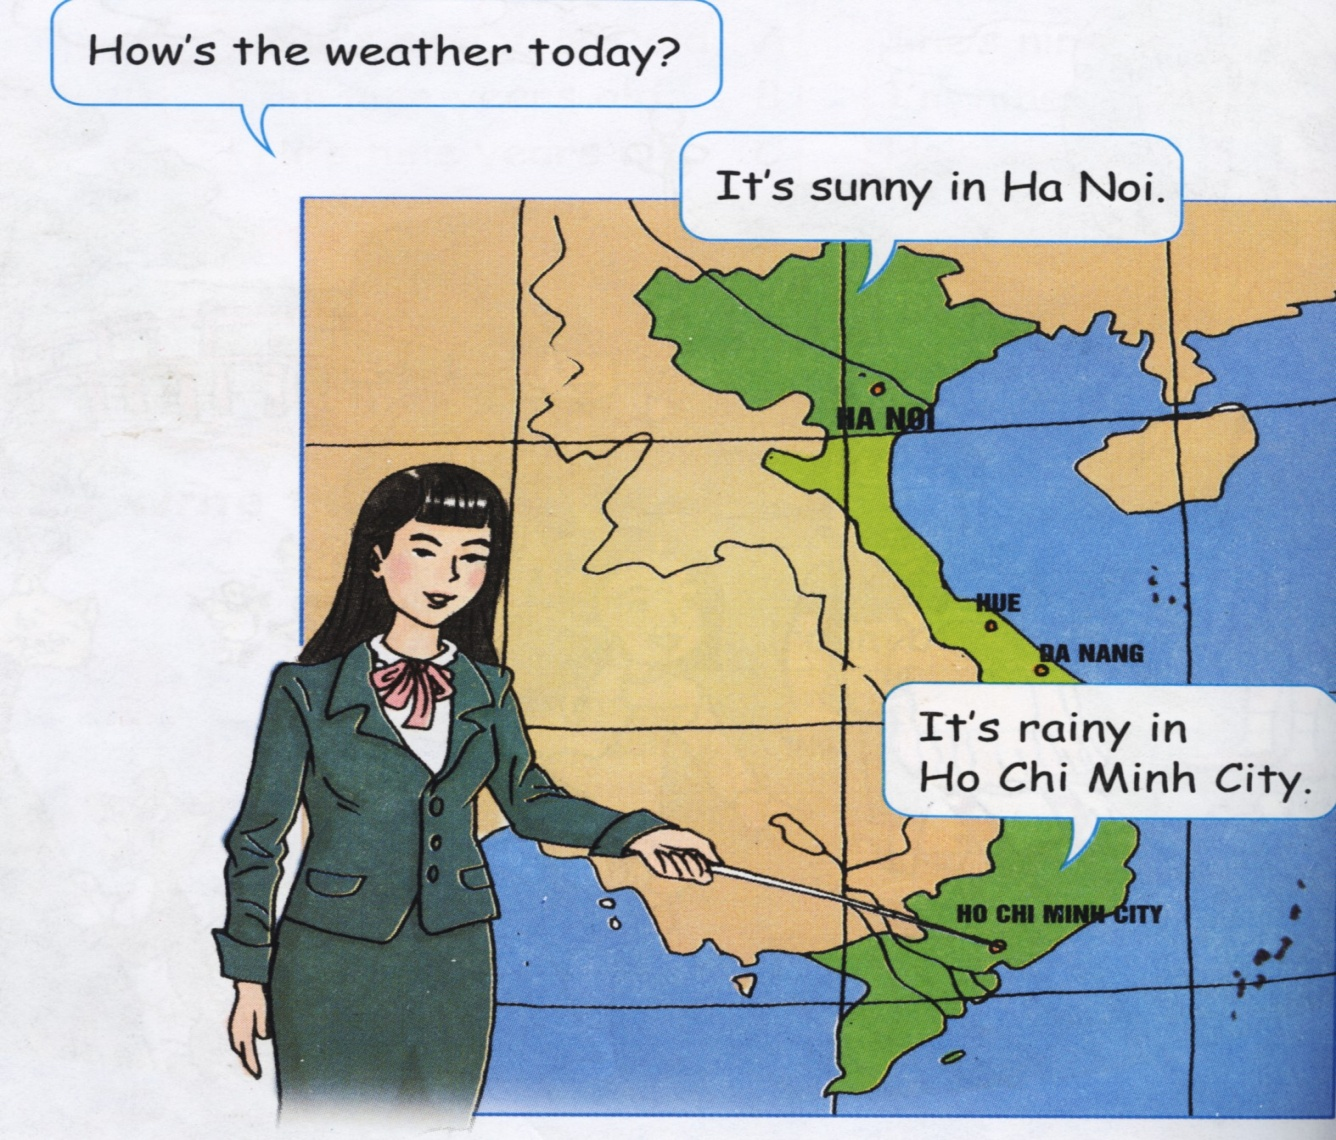 How's the weather today?
It's sunny in Ha Noi.
HA NOI
HUE
DA NANG
It's rainy in
Ho Chi Minh City.
HO CHI MINH CITY